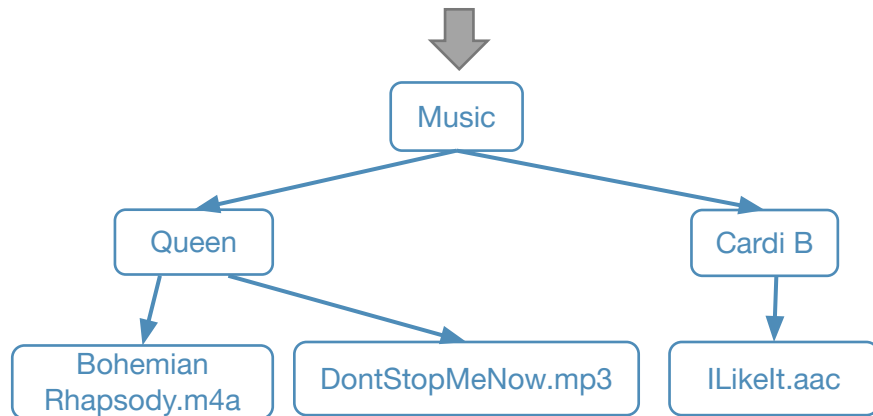 Music
Queen
Cardi B
Bohemian
Rhapsody.m4a
DontStopMeNow.mp3
ILikeIt.aac